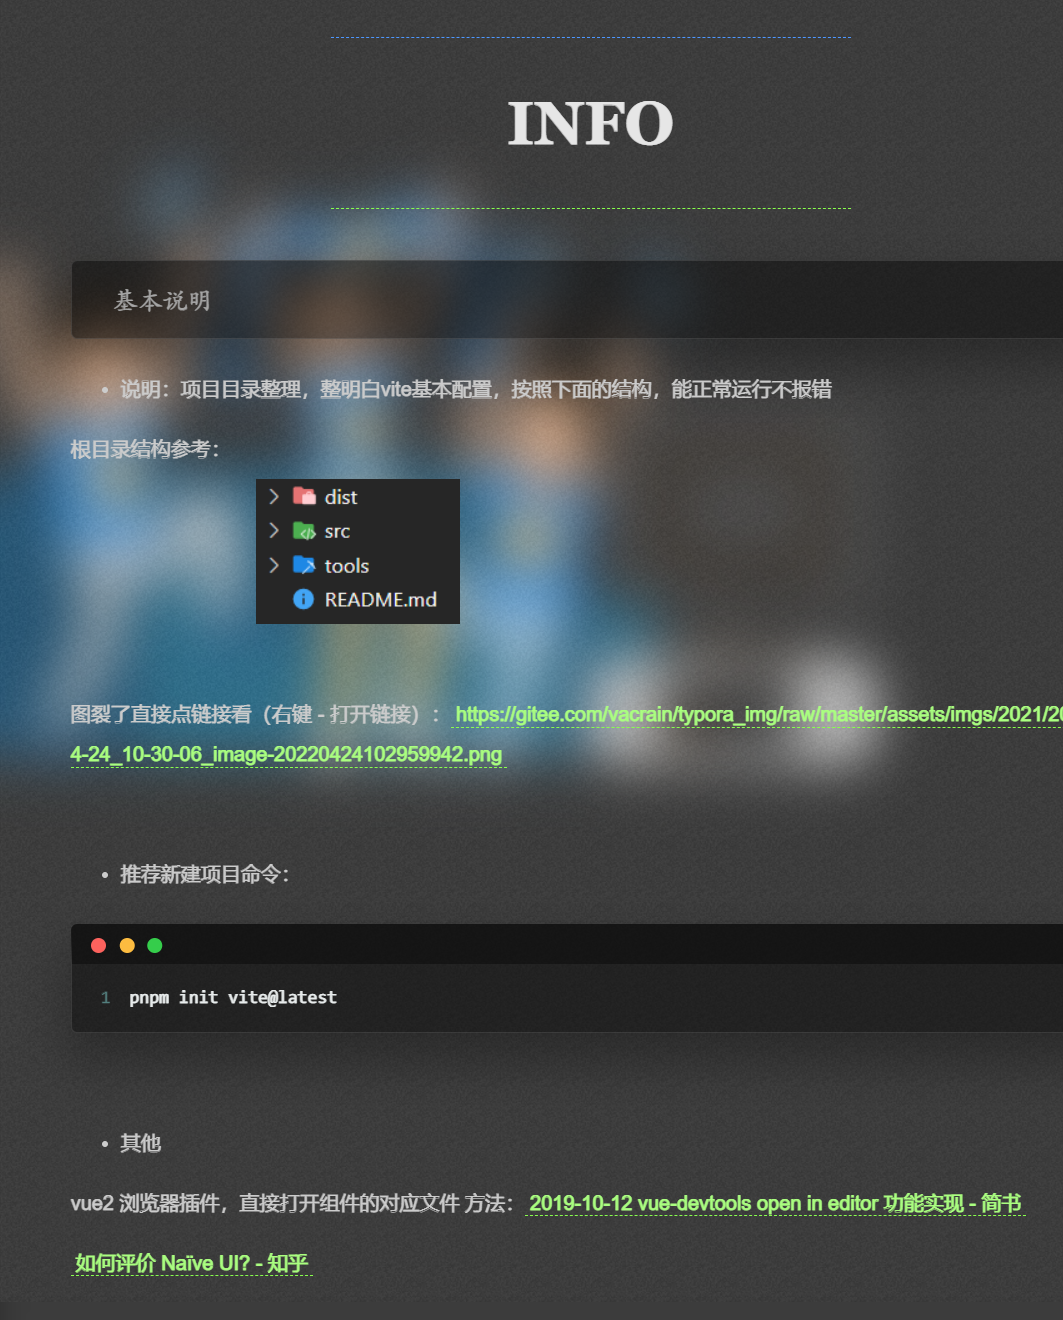 INFO
基本说明
• 说明：项目目录整理，整明白vite基本配置，按照下面的结构，能正常运行不报错
根目录结构参考：
dist
src
tools
README.md
图裂了直接点链接看（右键 - 打开链接）： https://gitee.com/vacrain/typora_img/raw/master/assets/imgs/2021/20
4-24_10-30-06_image-20220424102959942.png
• 推荐新建项目命令：
1 pnpm init vite@latest
• 其他
vue2 浏览器插件，直接打开组件的对应文件 方法： 2019-10-12 vue-devtools open in editor 功能实现 - 简书
如何评价 Naïve UI? - 知乎